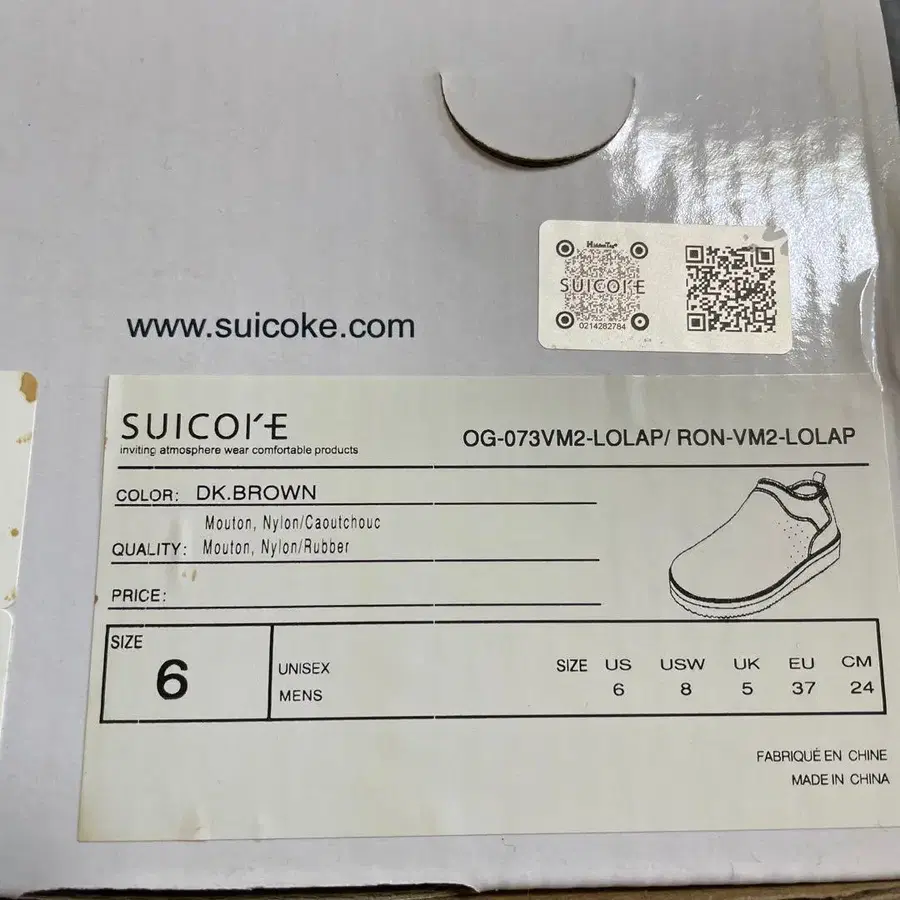 HiddenTag®
SUICOKE
0214282784
www.suicoke.com
SUICOKE
inviting atmosphere wear comfortable products
OG-073VM2-LOLAP/ RON-VM2-LOLAP
COLOR: DK.BROWN
Mouton, Nylon/Caoutchouc
QUALITY: Mouton, Nylon/Rubber
PRICE:
SIZE
6
UNISEX
MENS
SIZE US USW UK EU CM
6 8 5 37 24
FABRIQUÉ EN CHINE
MADE IN CHINA